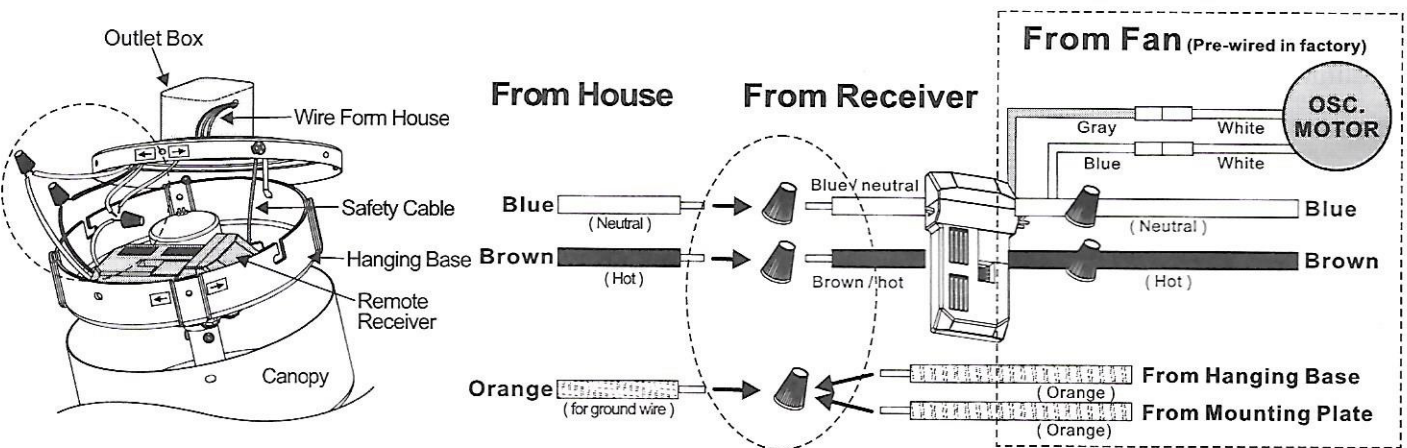 Outlet Box
Wire Form House
Safety Cable
Hanging Base
Remote
Receiver
Canopy
From House
From Receiver
From Fan (Pre-wired in factory)
OSC.
MOTOR
Gray
White
Blue
White
Blue
(Neutral)
Blue/ neutral
(Neutral)
Blue
Brown
(Hot)
Brown / hot
(Hot)
Brown
Orange
(for ground wire)
(Orange)
From Hanging Base
(Orange)
From Mounting Plate